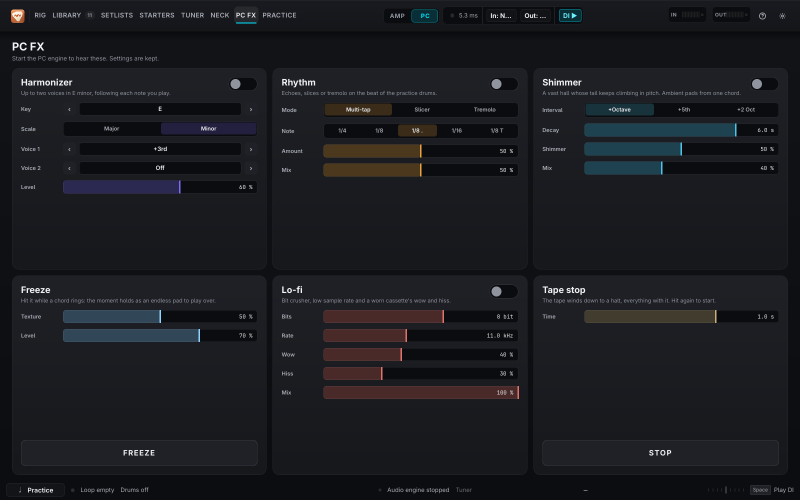 RIG LIBRARY 11 SETLISTS STARTERS TUNER NECK PC FX PRACTICE AMP PC 5.3 ms In: N... Out: ... DI ▶ IN OUT
PC FX
Start the PC engine to hear these. Settings are kept.
Harmonizer
Up to two voices in E minor, following each note you play.
Key ‹ E ›
Scale Major Minor
Voice 1 ‹ +3rd ›
Voice 2 ‹ Off ›
Level 60 %
Rhythm
Echoes, slices or tremolo on the beat of the practice drums.
Mode Multi-tap Slicer Tremolo
Note 1/4 1/8 1/8 . 1/16 1/8 T
Amount 50 %
Mix 50 %
Shimmer
A vast hall whose tail keeps climbing in pitch. Ambient pads from one chord.
Interval +Octave +5th +2 Oct
Decay 6.0 s
Shimmer 50 %
Mix 40 %
Freeze
Hit it while a chord rings: the moment holds as an endless pad to play over.
Texture 50 %
Level 70 %
FREEZE
Lo-fi
Bit crusher, low sample rate and a worn cassette's wow and hiss.
Bits 8 bit
Rate 11.0 kHz
Wow 40 %
Hiss 30 %
Mix 100 %
Tape stop
The tape winds down to a halt, everything with it. Hit again to start.
Time 1.0 s
STOP
♩ Practice Loop empty Drums off Audio engine stopped Tuner – Space Play DI